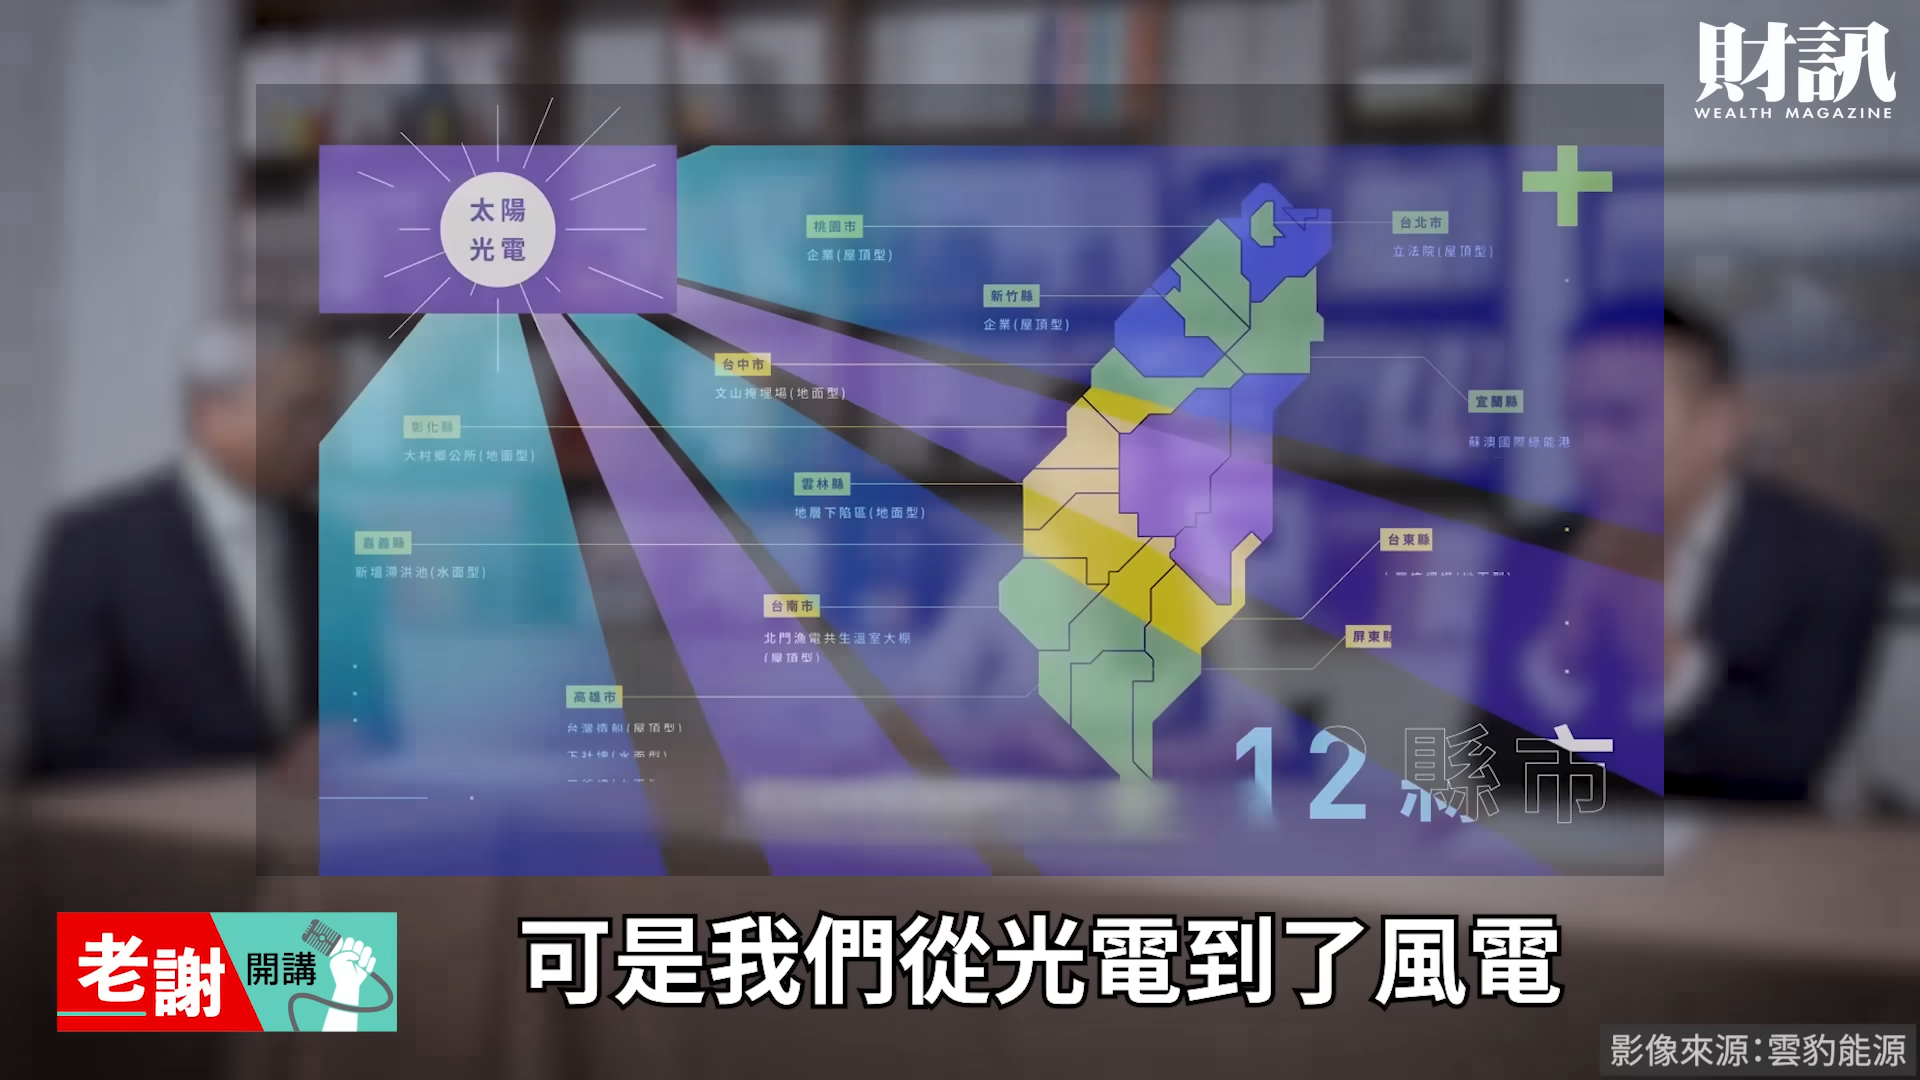 財訊
WEALTH MAGAZINE
太陽
光電
桃園市
企業(屋頂型)
台北市
立法院(屋頂型)
新竹縣
企業(屋頂型)
台中市
文山掩埋場(地面型)
宜蘭縣
蘇澳國際綠能港
彰化縣
大村鄉公所(地面型)
雲林縣
地層下陷區(地面型)
嘉義縣
新塭滯洪池(水面型)
台東縣
台南市
北門漁電共生溫室大棚
(屋頂型)
屏東縣
高雄市
台灣造船(屋頂型)
12縣市
老謝開講
可是我們從光電到了風電
影像來源:雲豹能源